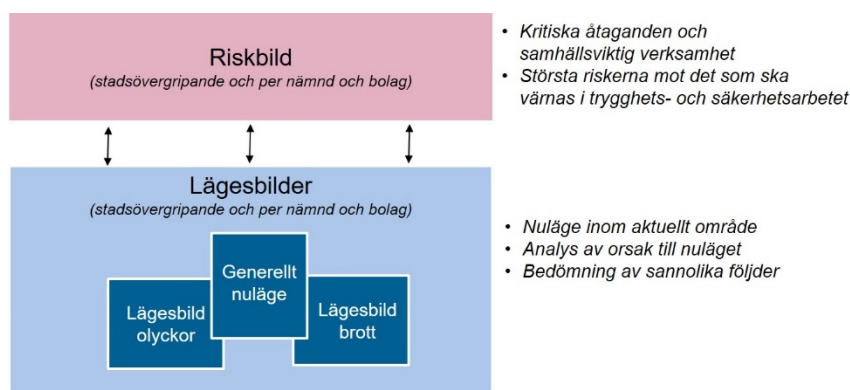 Riskbild
(stadsövergripande och per nämnd och bolag)
• Kritiska åtaganden och
samhällsviktig verksamhet
• Största riskerna mot det som ska
värnas i trygghets- och säkerhetsarbetet
Lägesbilder
(stadsövergripande och per nämnd och bolag)
Generellt
nuläge
Lägesbild
olyckor
Lägesbild
brott
• Nuläge inom aktuellt område
• Analys av orsak till nuläget
• Bedömning av sannolika följder